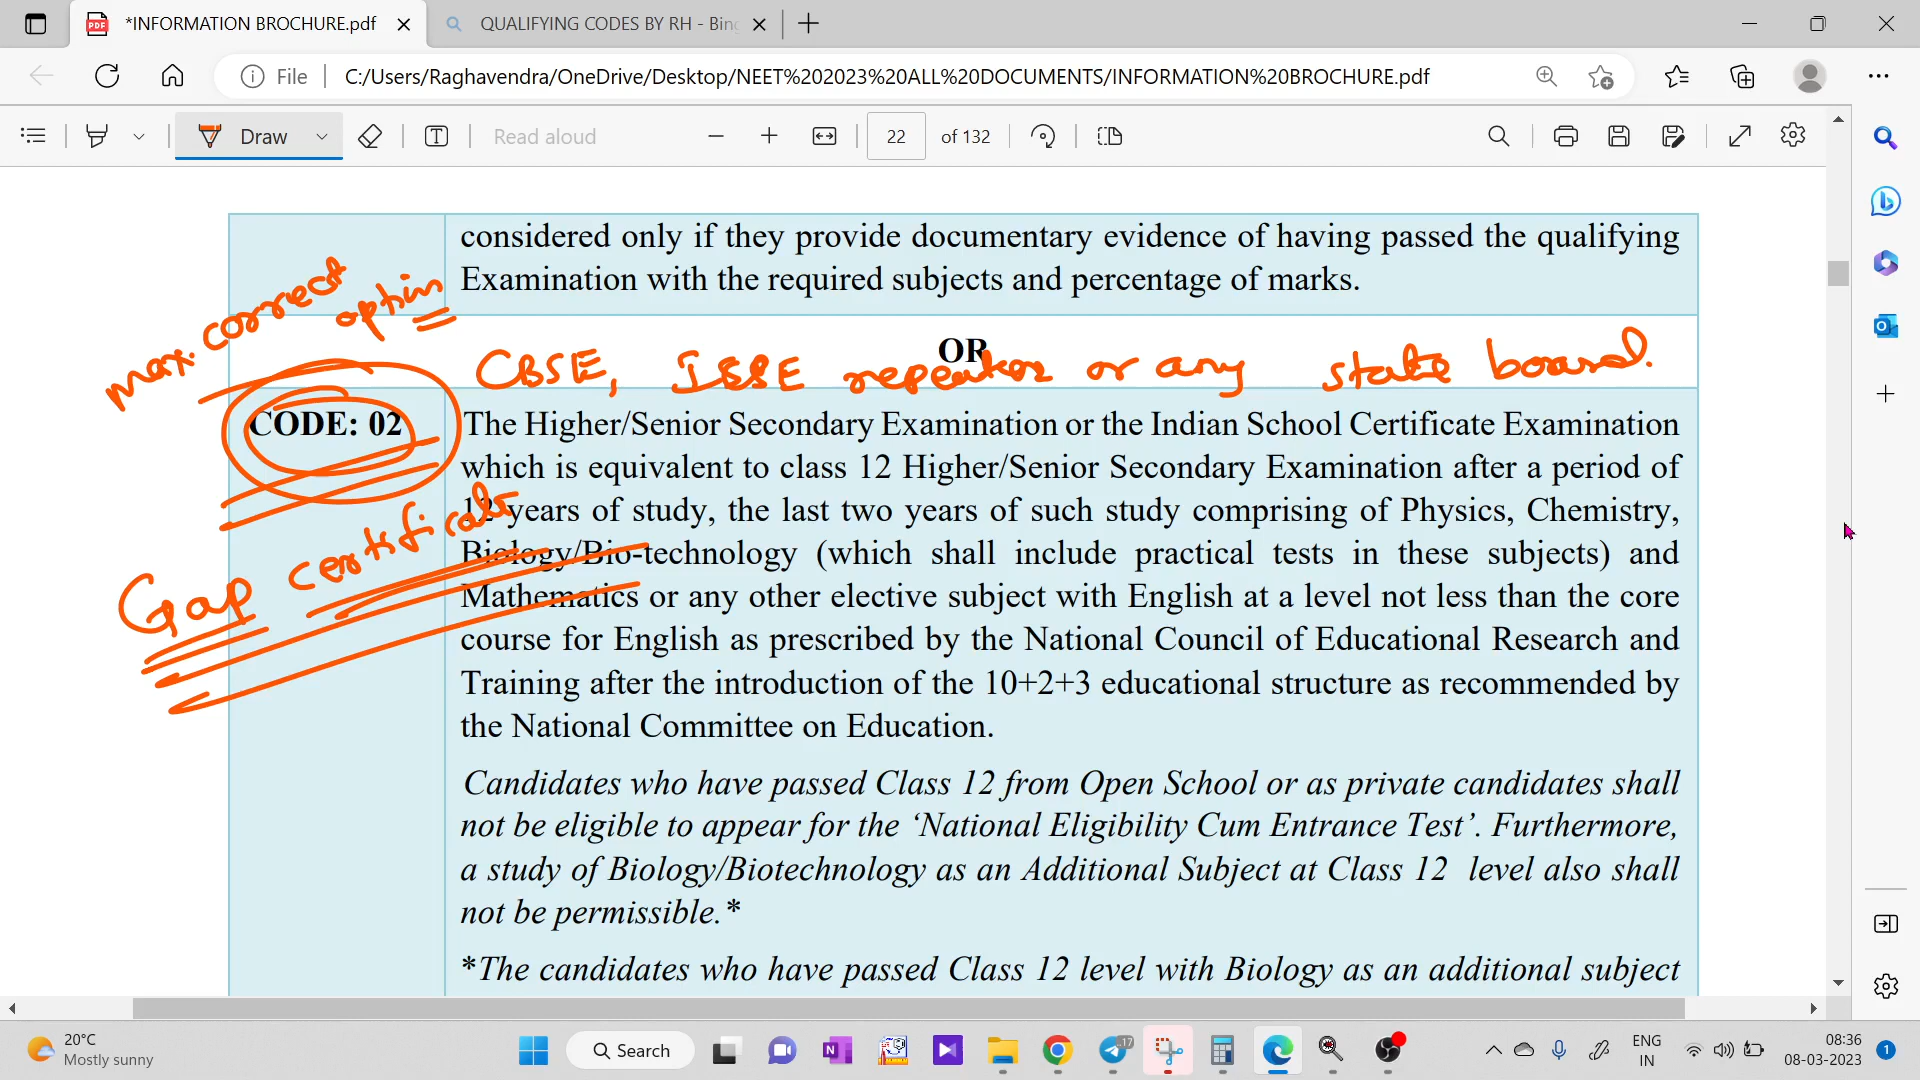 *INFORMATION BROCHURE.pdf
QUALIFYING CODES BY RH - Bing
File
C:/Users/Raghavendra/OneDrive/Desktop/NEET%202023%20ALL%20DOCUMENTS/INFORMATION%20BROCHURE.pdf
Draw
Read aloud
22 of 132
considered only if they provide documentary evidence of having passed the qualifying
Examination with the required subjects and percentage of marks.
max. correct
option
OR
CBSE, repeater or any state board.
CODE: 02
The Higher/Senior Secondary Examination or the Indian School Certificate Examination
which is equivalent to class 12 Higher/Senior Secondary Examination after a period of
12 years of study, the last two years of such study comprising of Physics, Chemistry,
Biology/Bio-technology (which shall include practical tests in these subjects) and
Mathematics or any other elective subject with English at a level not less than the core
course for English as prescribed by the National Council of Educational Research and
Training after the introduction of the 10+2+3 educational structure as recommended by
the National Committee on Education.
Gap certificate
Candidates who have passed Class 12 from Open School or as private candidates shall
not be eligible to appear for the ‘National Eligibility Cum Entrance Test’. Furthermore,
a study of Biology/Biotechnology as an Additional Subject at Class 12 level also shall
not be permissible.*
*The candidates who have passed Class 12 level with Biology as an additional subject
20°C
Mostly sunny
Search
17
ENG
IN
08:36
08-03-2023
1